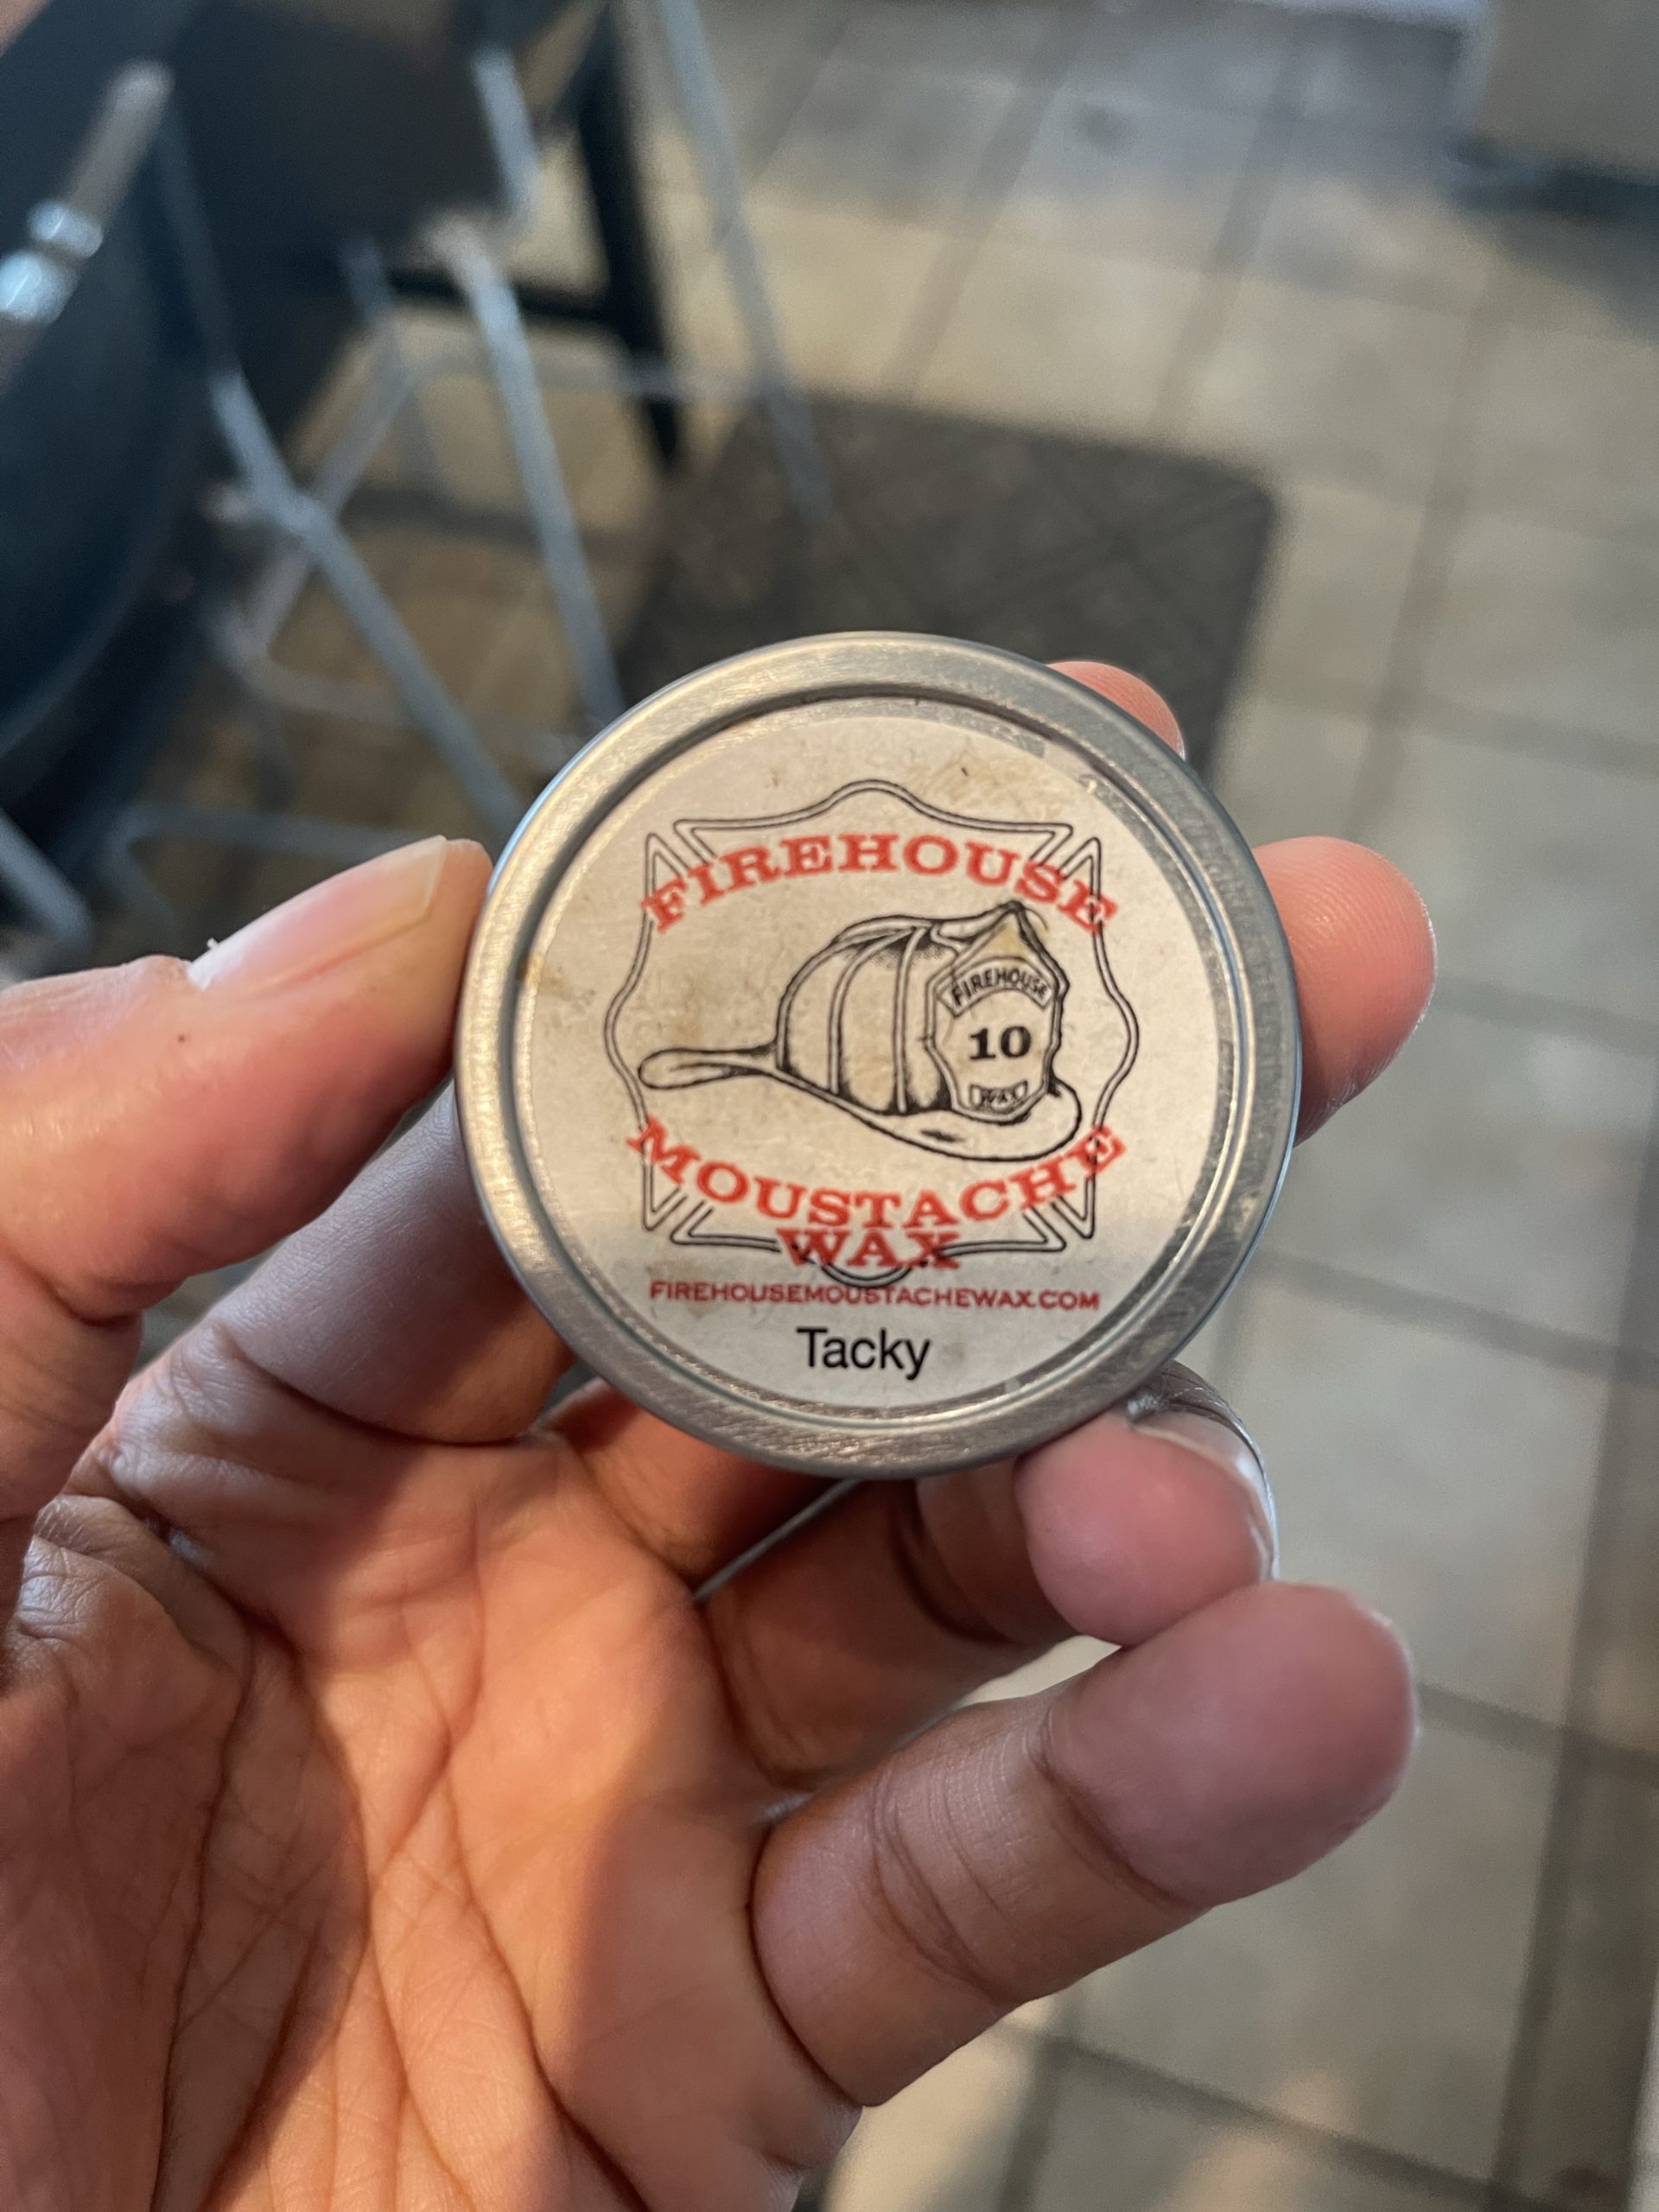 FIREHOUSE
FIREHOUSE
10
WAX
MOUSTACHE
WAX
FIREHOUSEMOUSTACHEWAX.COM
Tacky